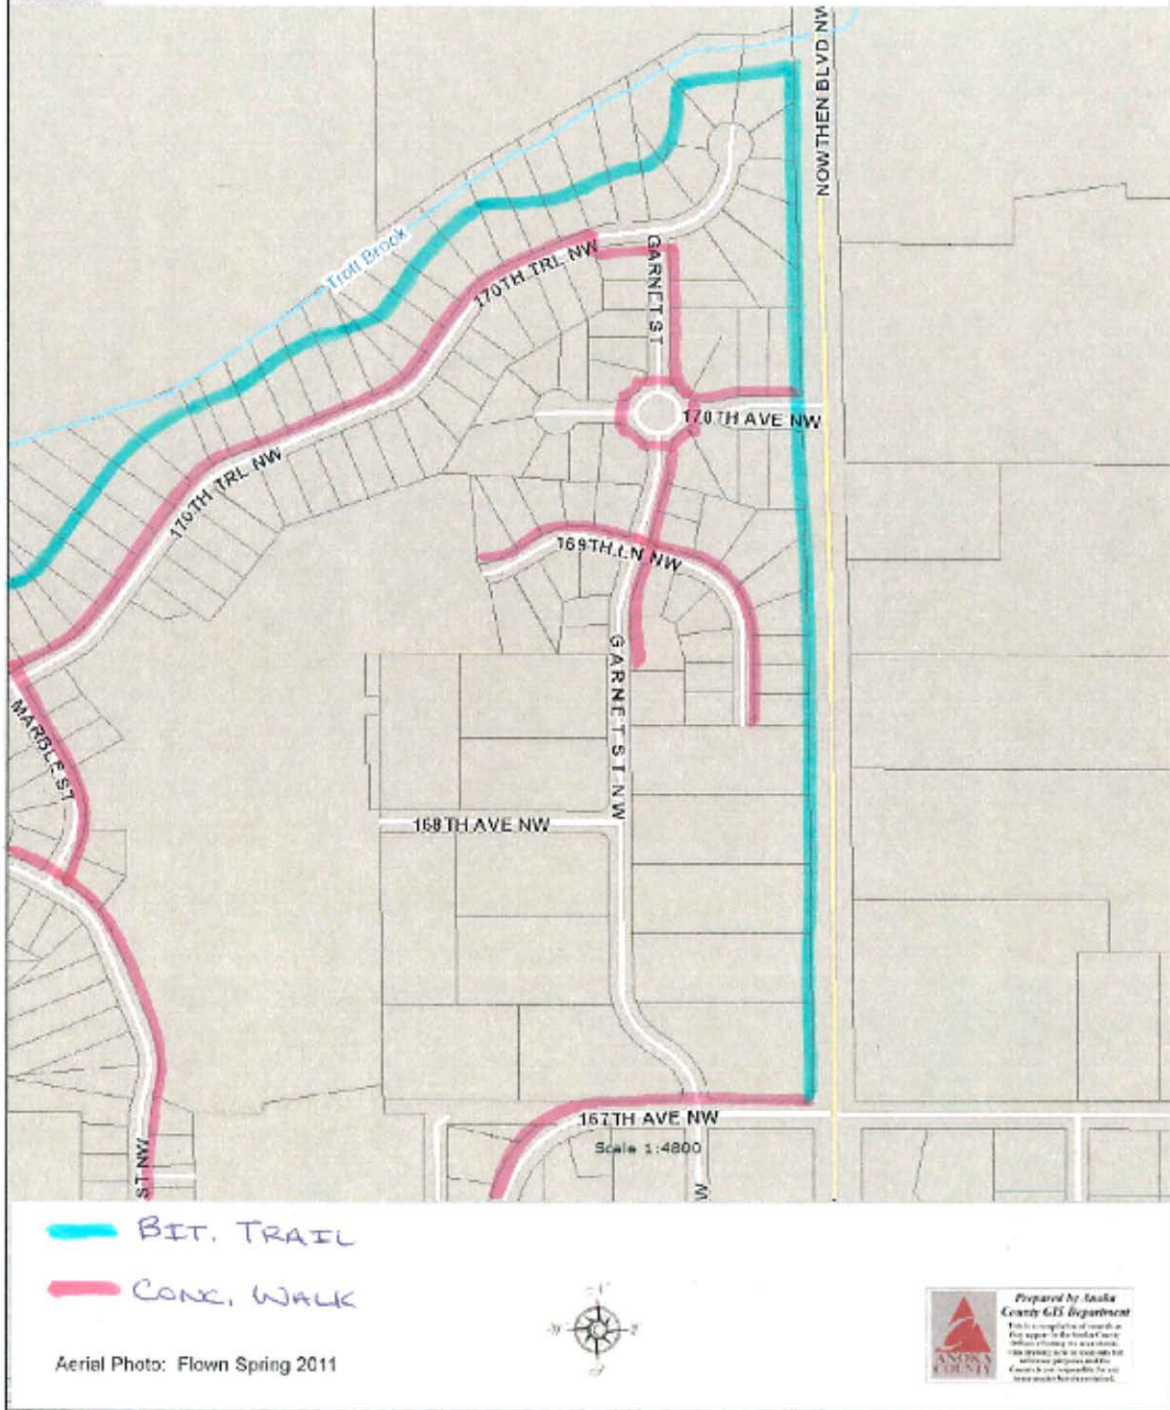 NOWTHEN BLVD NW
Trott Brook
170TH TRL NW
GARNET ST
170TH AVE NW
170TH TRL NW
169TH LN NW
GARNET ST NW
MARBLE ST
168TH AVE NW
167TH AVE NW
Scale 1:4800
ST NW
W
BIT. TRAIL
CONC. WALK
Aerial Photo: Flown Spring 2011
ANOKA
COUNTY
Prepared by Anoka
County GIS Department